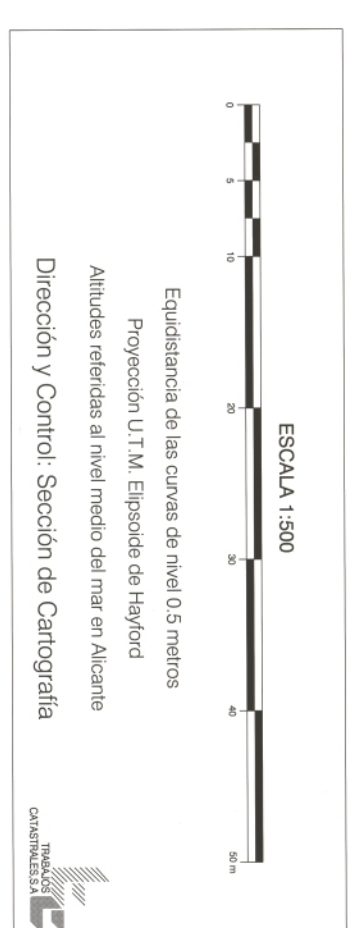 ESCALA 1:500
0 5 10 20 30 40 50 m
Equidistancia de las curvas de nivel 0.5 metros
Proyección U.T.M. Elipsoide de Hayford
Altitudes referidas al nivel medio del mar en Alicante
Dirección y Control: Sección de Cartografía
TRABAJOS
CATASTRALES,S.A